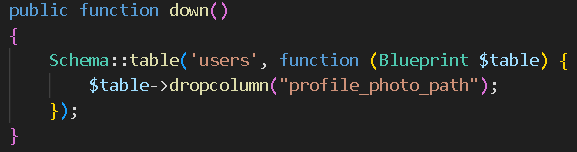 public function down()
{
    Schema::table('users', function (Blueprint $table) {
        $table->dropcolumn("profile_photo_path");
    });
}